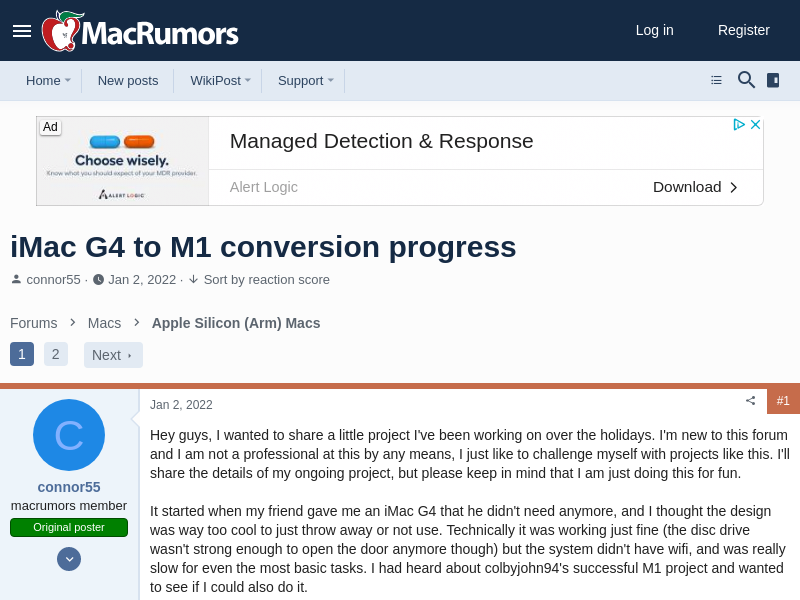 MacRumors
Log in
Register
Home
New posts
WikiPost
Support
Ad
Choose wisely.
Know what you should expect of your MDR provider.
ALERT LOGIC
Managed Detection & Response
Alert Logic
Download
iMac G4 to M1 conversion progress
connor55 · Jan 2, 2022 · Sort by reaction score
Forums
Macs
Apple Silicon (Arm) Macs
1
2
Next
C
connor55
macrumors member
Original poster
Jan 2, 2022
#1
Hey guys, I wanted to share a little project I've been working on over the holidays. I'm new to this forum
and I am not a professional at this by any means, I just like to challenge myself with projects like this. I'll
share the details of my ongoing project, but please keep in mind that I am just doing this for fun.
It started when my friend gave me an iMac G4 that he didn't need anymore, and I thought the design
was way too cool to just throw away or not use. Technically it was working just fine (the disc drive
wasn't strong enough to open the door anymore though) but the system didn't have wifi, and was really
slow for even the most basic tasks. I had heard about colbyjohn94's successful M1 project and wanted
to see if I could also do it.